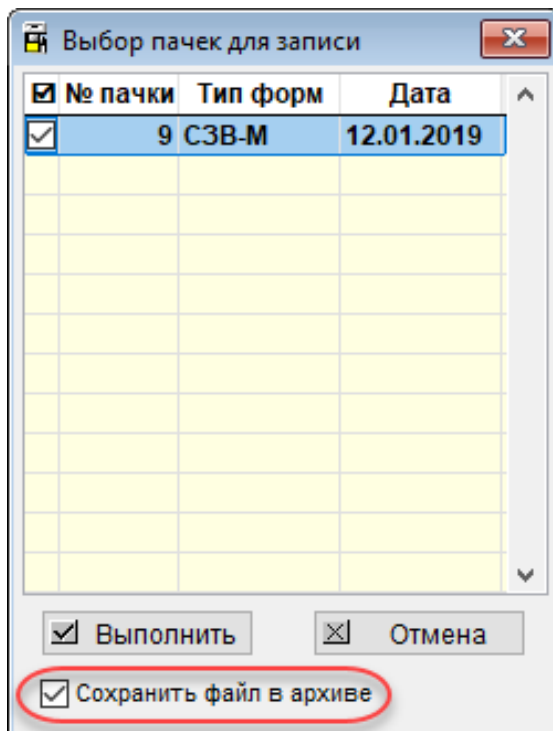 Выбор пачек для записи
№ пачки Тип форм Дата
9 СЗВ-М 12.01.2019
Выполнить Отмена
Сохранить файл в архиве